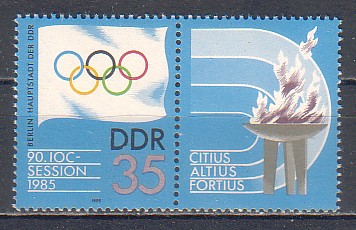 BERLIN · HAUPTSTADT DER DDR
DDR
90. IOC-
SESSION
1985
35
CITIUS
ALTIUS
FORTIUS